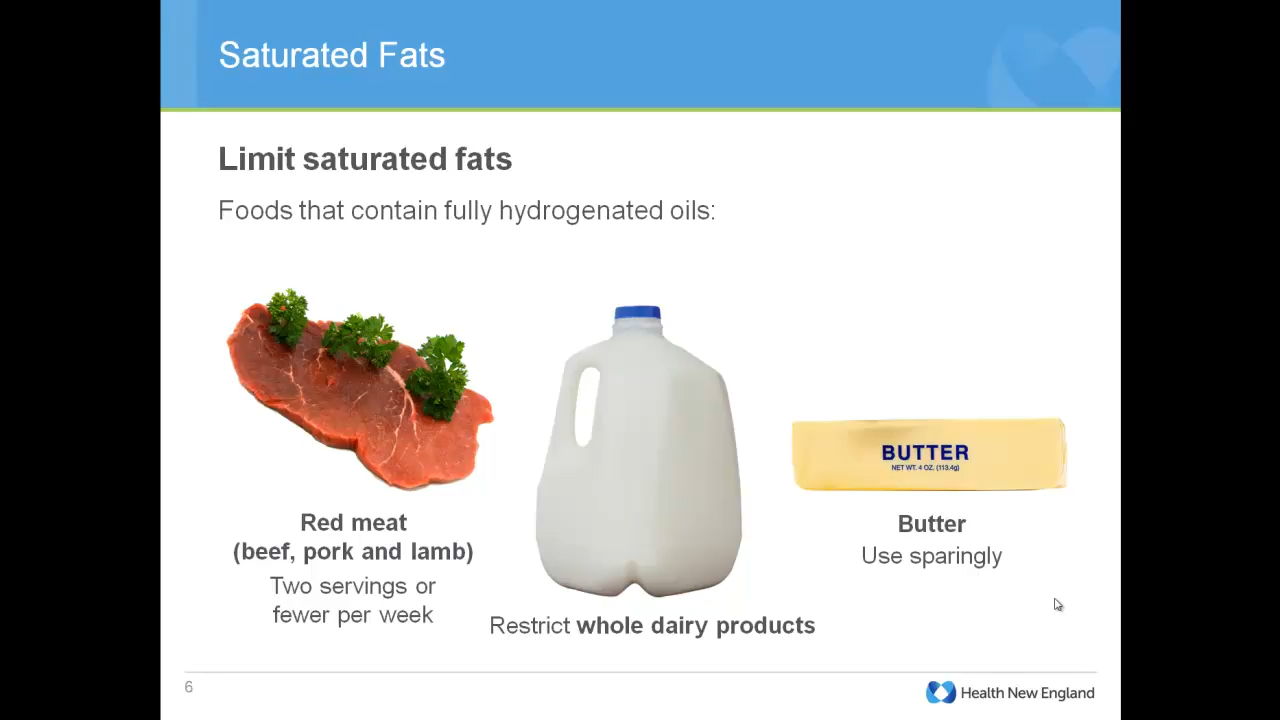 Saturated Fats
Limit saturated fats
Foods that contain fully hydrogenated oils:
BUTTER
NET WT. 4 OZ. (113.4g)
Red meat
(beef, pork and lamb)
Two servings or
fewer per week
Restrict whole dairy products
Butter
Use sparingly
6
Health New England